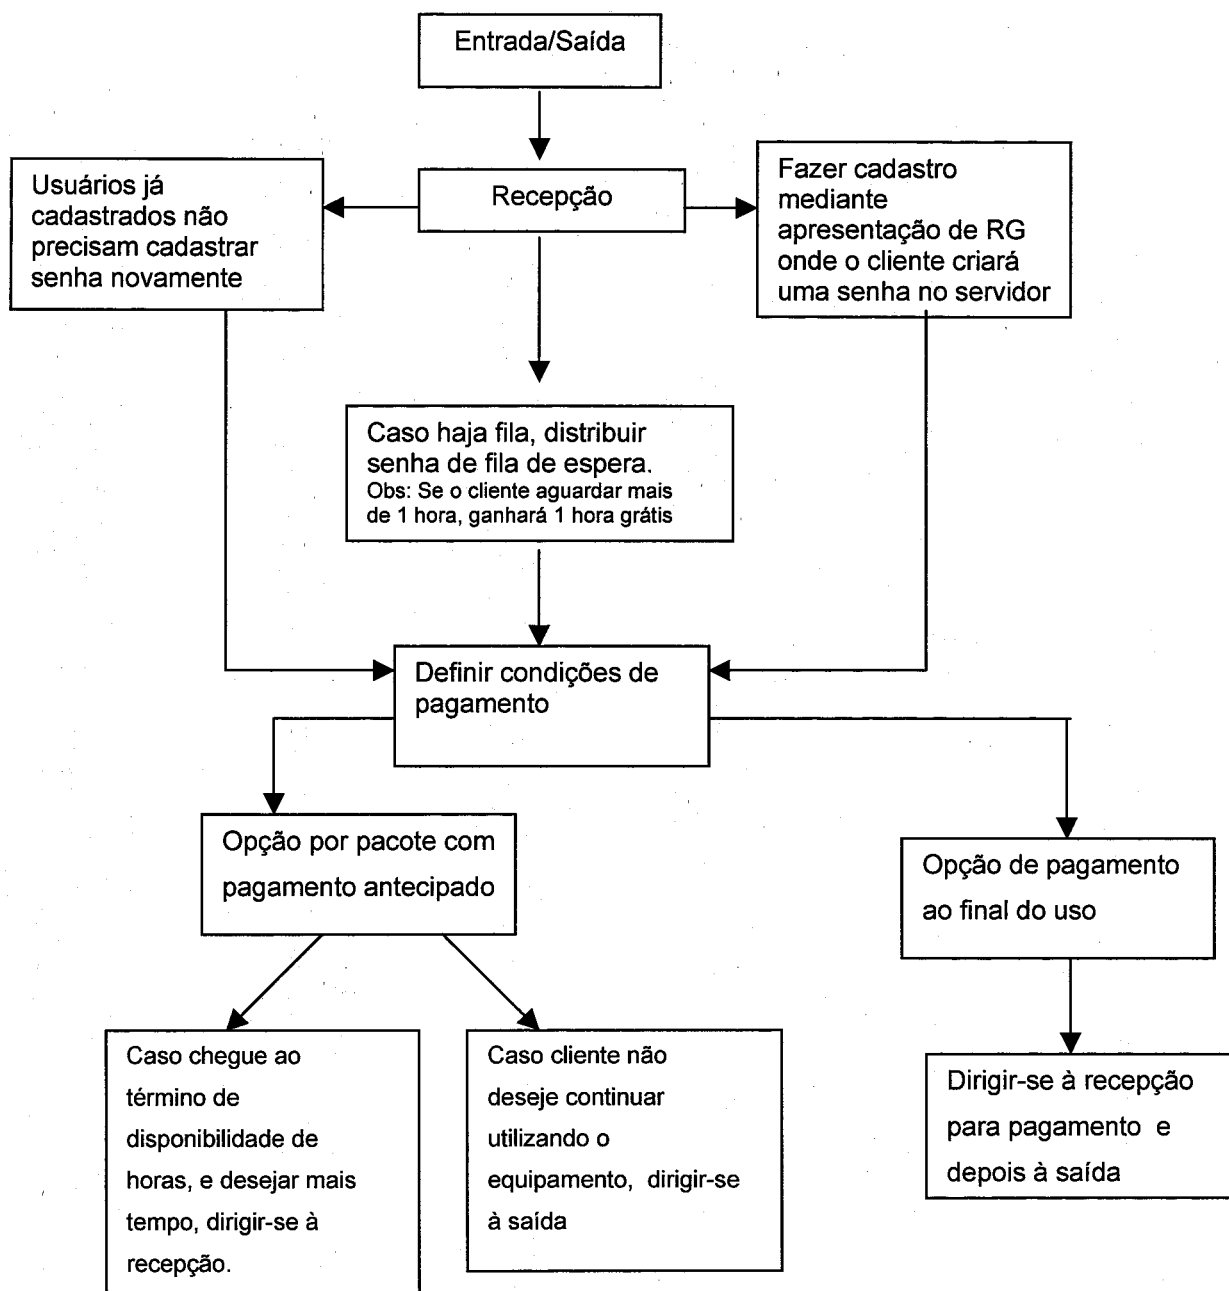 Entrada/Saída
Recepção
Usuários já
cadastrados não
precisam cadastrar
senha novamente
Fazer cadastro
mediante
apresentação de RG
onde o cliente criará
uma senha no servidor
Caso haja fila, distribuir
senha de fila de espera.
Obs: Se o cliente aguardar mais
de 1 hora, ganhará 1 hora grátis
Definir condições de
pagamento
Opção por pacote com
pagamento antecipado
Opção de pagamento
ao final do uso
Caso chegue ao
término de
disponibilidade de
horas, e desejar mais
tempo, dirigir-se à
recepção.
Caso cliente não
deseje continuar
utilizando o
equipamento, dirigir-se
à saída
Dirigir-se à recepção
para pagamento e
depois à saída